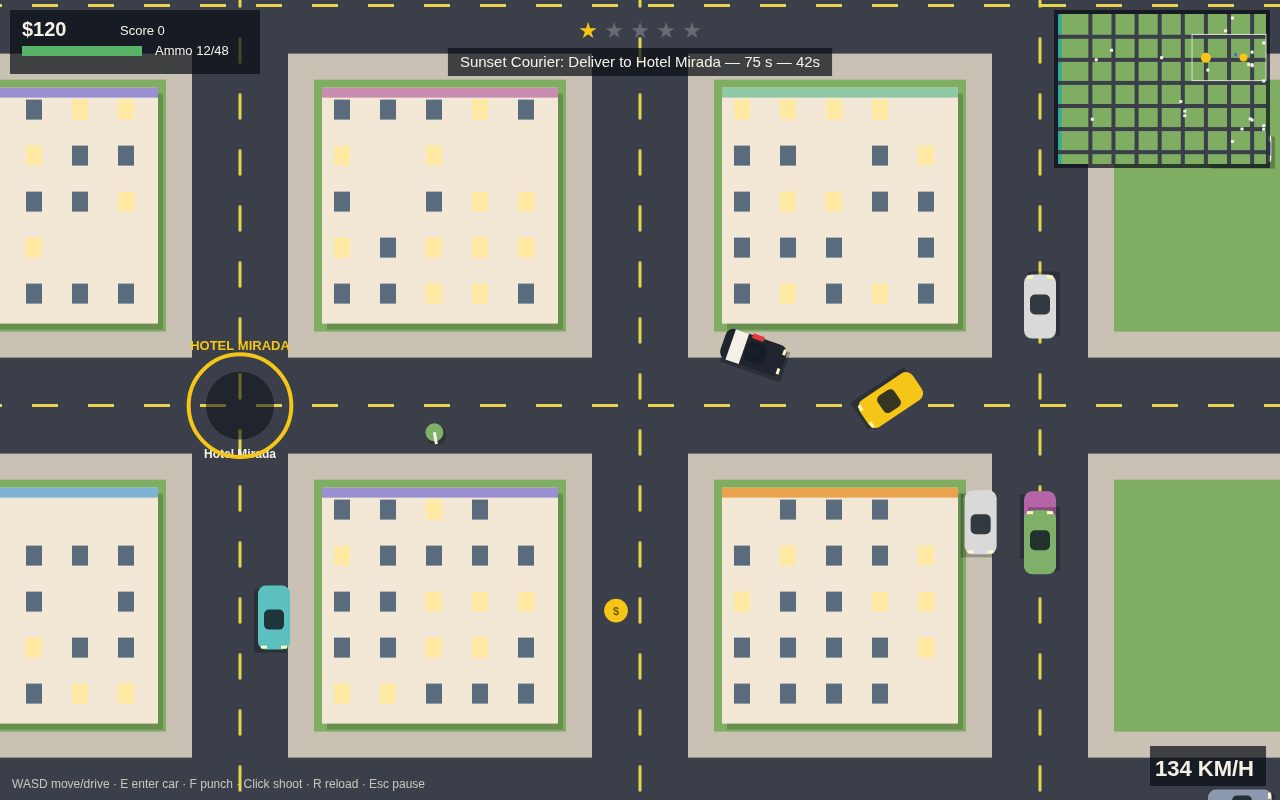 $120
Score 0
Ammo 12/48
Sunset Courier: Deliver to Hotel Mirada — 75 s — 42s
HOTEL MIRADA
Hotel Mirada
$
WASD move/drive · E enter car · F punch · Click shoot · R reload · Esc pause
134 KM/H